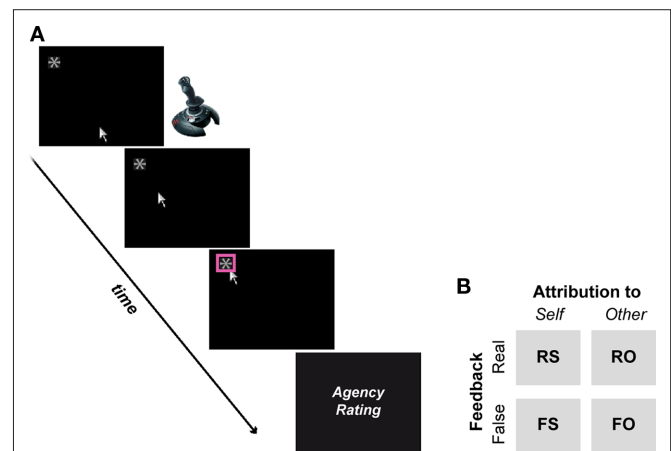 A
*
*
*
time
Agency
Rating
B
Attribution to
Self Other
Feedback
Real
RS RO
False
FS FO